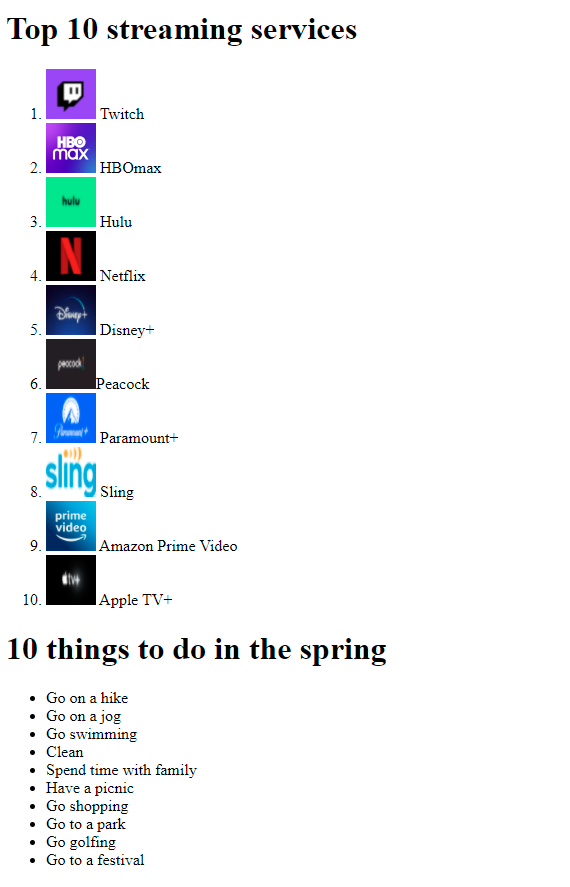 Top 10 streaming services
1. Twitch
HBO
max
2. HBOmax
hulu
3. Hulu
N
4. Netflix
Disney+
5. Disney+
peacock
6. Peacock
Paramount+
7. Paramount+
sling
8. Sling
prime
video
9. Amazon Prime Video
tv+
10. Apple TV+
10 things to do in the spring
• Go on a hike
• Go on a jog
• Go swimming
• Clean
• Spend time with family
• Have a picnic
• Go shopping
• Go to a park
• Go golfing
• Go to a festival